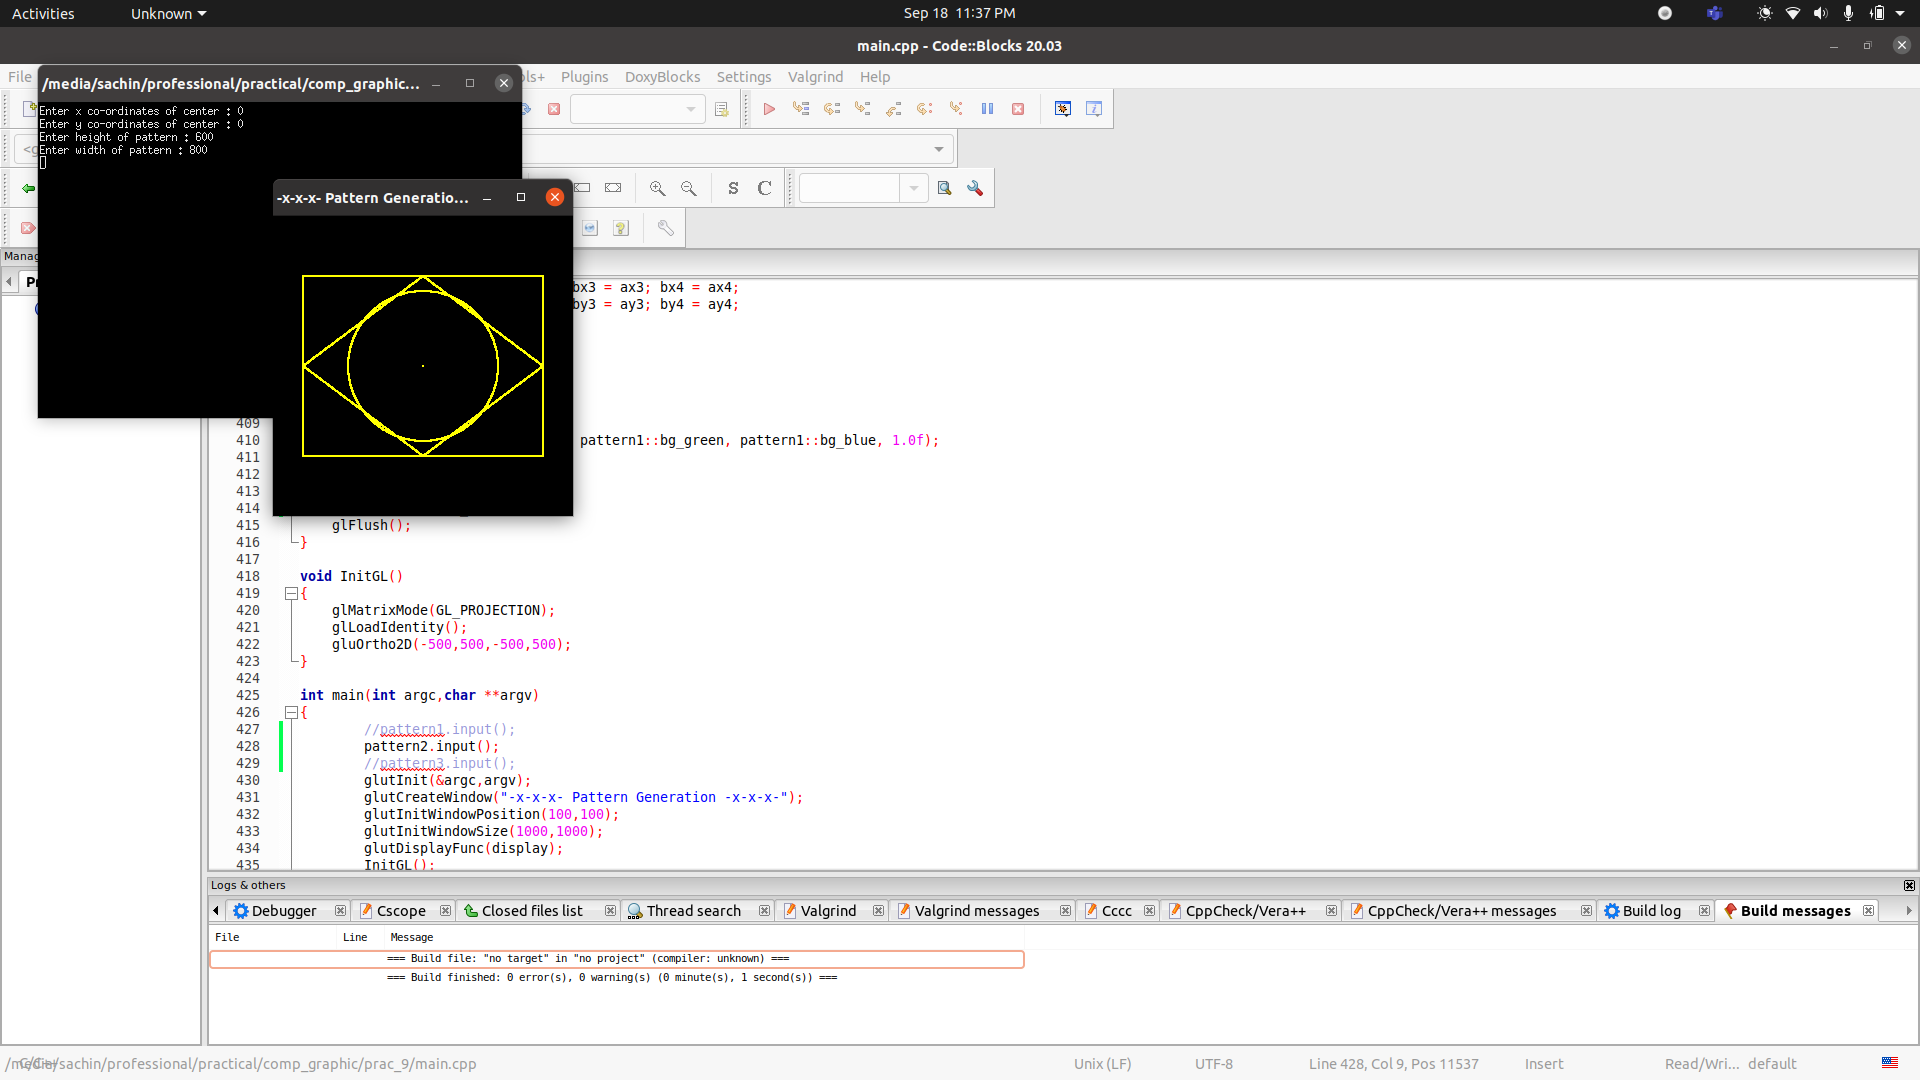 Activities
Unknown
Sep 18 11:37 PM
main.cpp - Code::Blocks 20.03
File
ols+ Plugins DoxyBlocks Settings Valgrind Help
/media/sachin/professional/practical/comp_graphic...
Enter x co-ordinates of center : 0
Enter y co-ordinates of center : 0
Enter height of pattern : 600
Enter width of pattern : 800
<g
S C
-x-x-x- Pattern Generatio...
Manag
Pr
bx3 = ax3; bx4 = ax4;
by3 = ay3; by4 = ay4;
409
410 pattern1::bg_green, pattern1::bg_blue, 1.0f);
411
412
413
414
415 glFlush();
416 }
417
418 void InitGL()
419 {
420 glMatrixMode(GL_PROJECTION);
421 glLoadIdentity();
422 gluOrtho2D(-500,500,-500,500);
423 }
424
425 int main(int argc,char **argv)
426 {
427 //pattern1.input();
428 pattern2.input();
429 //pattern3.input();
430 glutInit(&argc,argv);
431 glutCreateWindow("-x-x-x- Pattern Generation -x-x-x-");
432 glutInitWindowPosition(100,100);
433 glutInitWindowSize(1000,1000);
434 glutDisplayFunc(display);
435 InitGL();
Logs & others
Debugger Cscope Closed files list Thread search Valgrind Valgrind messages Cccc CppCheck/Vera++ CppCheck/Vera++ messages Build log Build messages
File Line Message
=== Build file: "no target" in "no project" (compiler: unknown) ===
=== Build finished: 0 error(s), 0 warning(s) (0 minute(s), 1 second(s)) ===
/media/sachin/professional/practical/comp_graphic/prac_9/main.cpp
C/C++
Unix (LF) UTF-8 Line 428, Col 9, Pos 11537 Insert Read/Wri... default